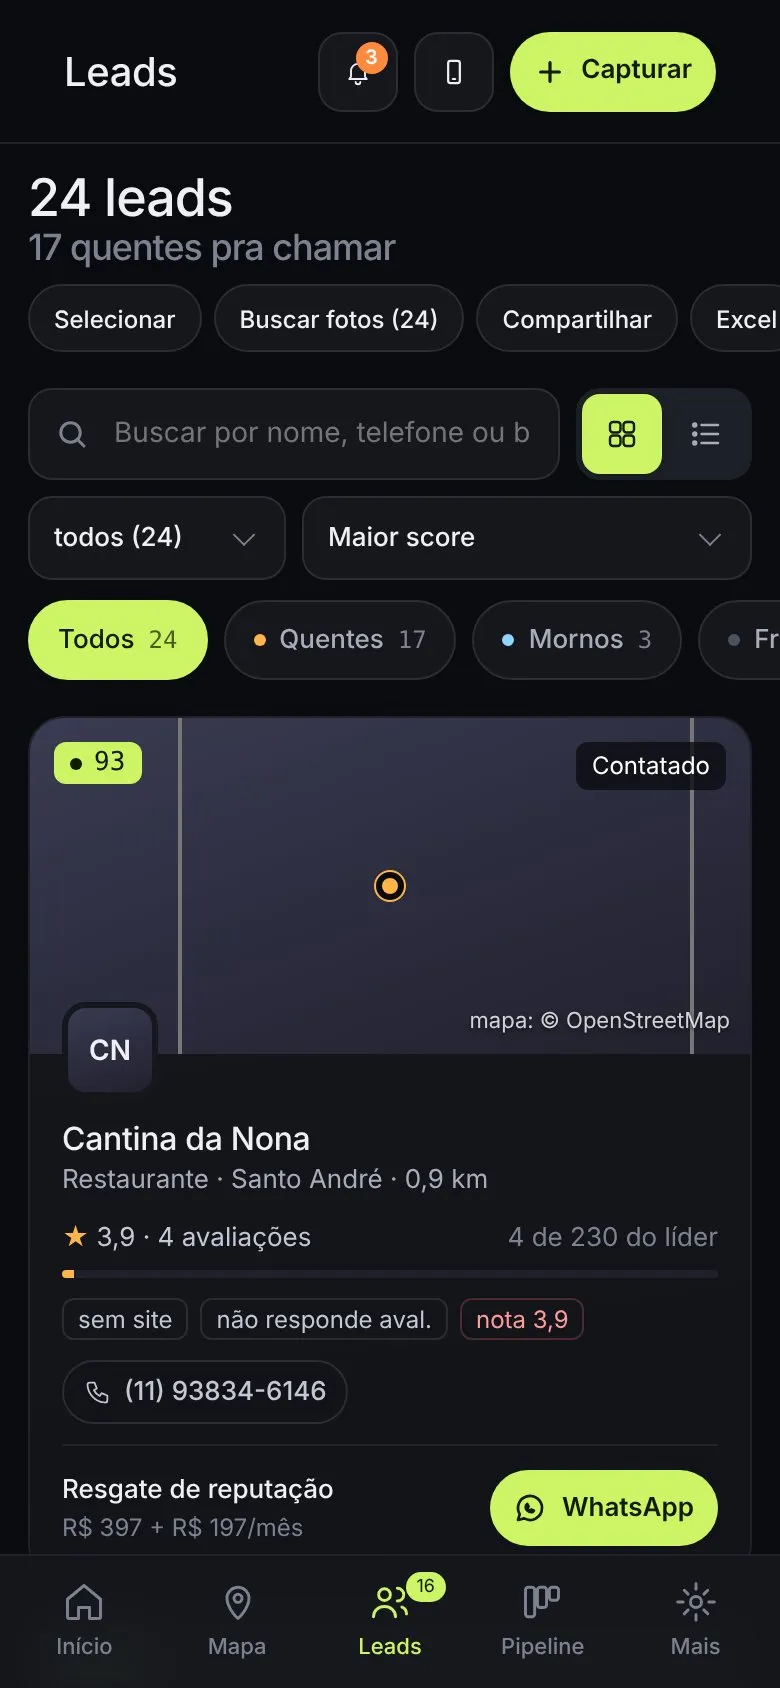 Leads
3
Capturar
24 leads
17 quentes pra chamar
Selecionar
Buscar fotos (24)
Compartilhar
Excel
Buscar por nome, telefone ou b
todos (24)
Maior score
Todos 24
Quentes 17
Mornos 3
Fr
93
Contatado
mapa: © OpenStreetMap
CN
Cantina da Nona
Restaurante · Santo André · 0,9 km
★ 3,9 · 4 avaliações
4 de 230 do líder
sem site
não responde aval.
nota 3,9
(11) 93834-6146
Resgate de reputação
R$ 397 + R$ 197/mês
WhatsApp
16
Início
Mapa
Leads
Pipeline
Mais